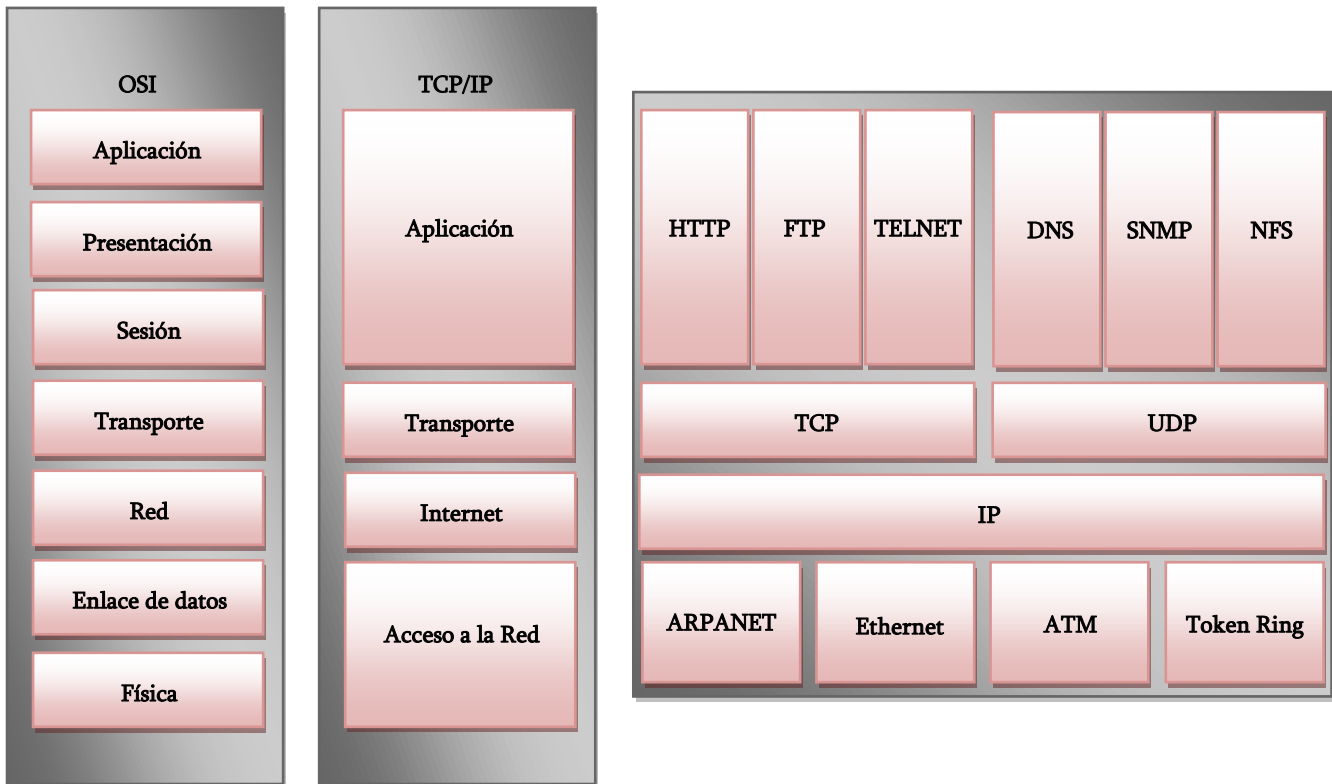 OSI
Aplicación
Presentación
Sesión
Transporte
Red
Enlace de datos
Física
TCP/IP
Aplicación
Transporte
Internet
Acceso a la Red
HTTP
FTP
TELNET
DNS
SNMP
NFS
TCP
UDP
IP
ARPANET
Ethernet
ATM
Token Ring